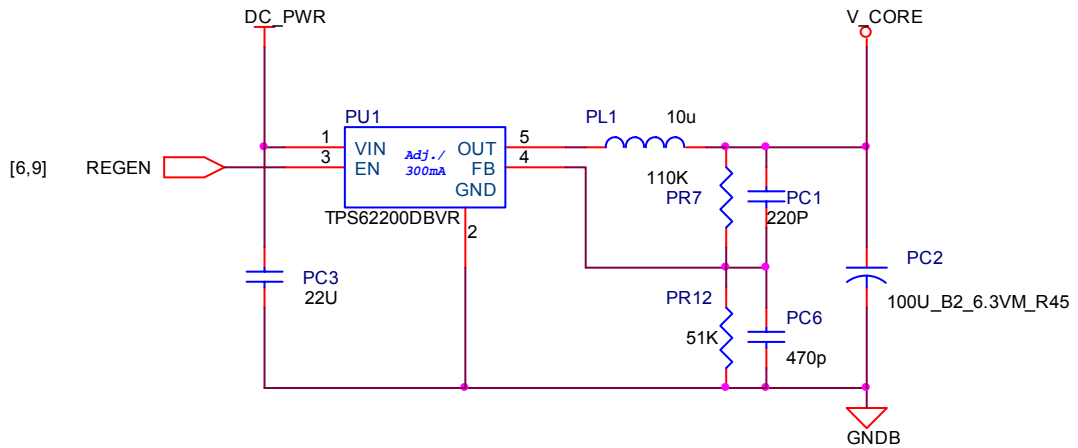 DC_PWR
V_CORE
PU1
PL1
10u
1
VIN
OUT
5
3
EN
Adj./
300mA
FB
4
GND
[6,9]
REGEN
110K
PR7
PC1
220P
TPS62200DBVR
2
PC3
22U
PC2
100U_B2_6.3VM_R45
PR12
51K
PC6
470p
GNDB